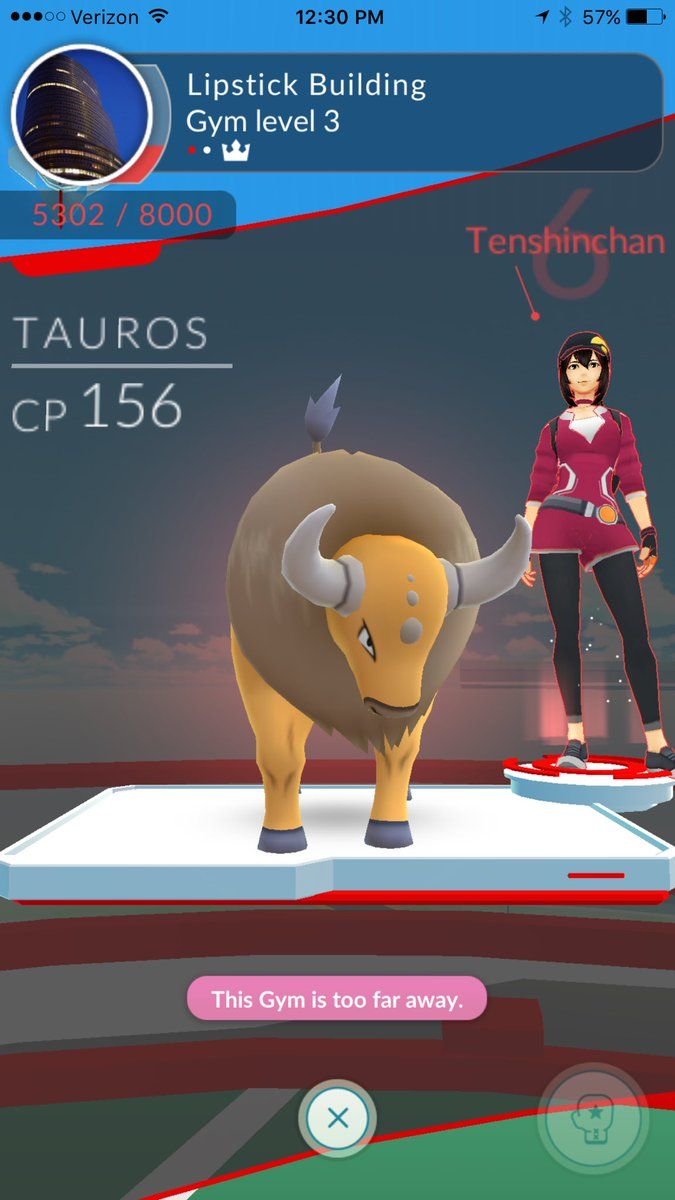 Verizon 12:30 PM 57%
Lipstick Building
Gym level 3
5302 / 8000
6
Tenshinchan
TAUROS
CP 156
This Gym is too far away.